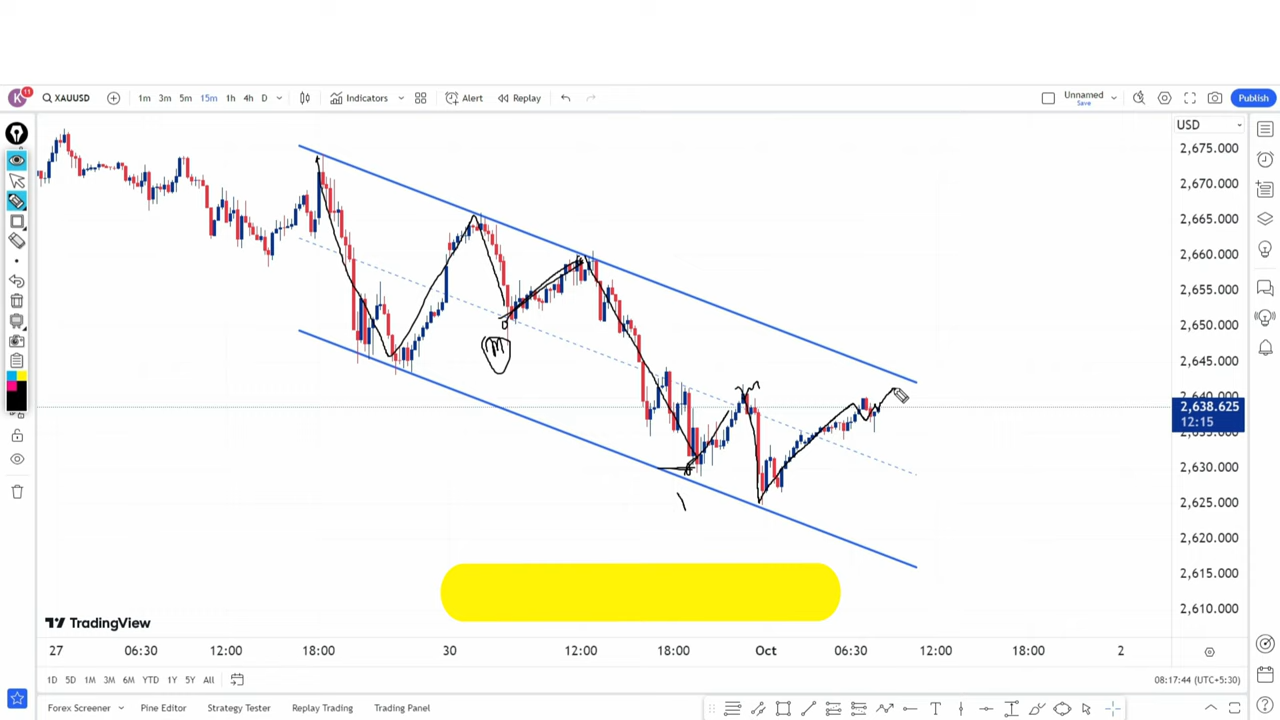 K 11 XAUUSD 1m 3m 5m 15m 1h 4h D Indicators Alert Replay Unnamed Save Publish
USD
2,675.000
2,670.000
2,665.000
2,660.000
2,655.000
2,650.000
2,645.000
2,640.000
2,638.625
12:15
2,630.000
2,625.000
2,620.000
2,615.000
2,610.000
M
TradingView
27 06:30 12:00 18:00 30 12:00 18:00 Oct 06:30 12:00 18:00 2
1D 5D 1M 3M 6M YTD 1Y 5Y All 08:17:44 (UTC+5:30)
Forex Screener Pine Editor Strategy Tester Replay Trading Trading Panel